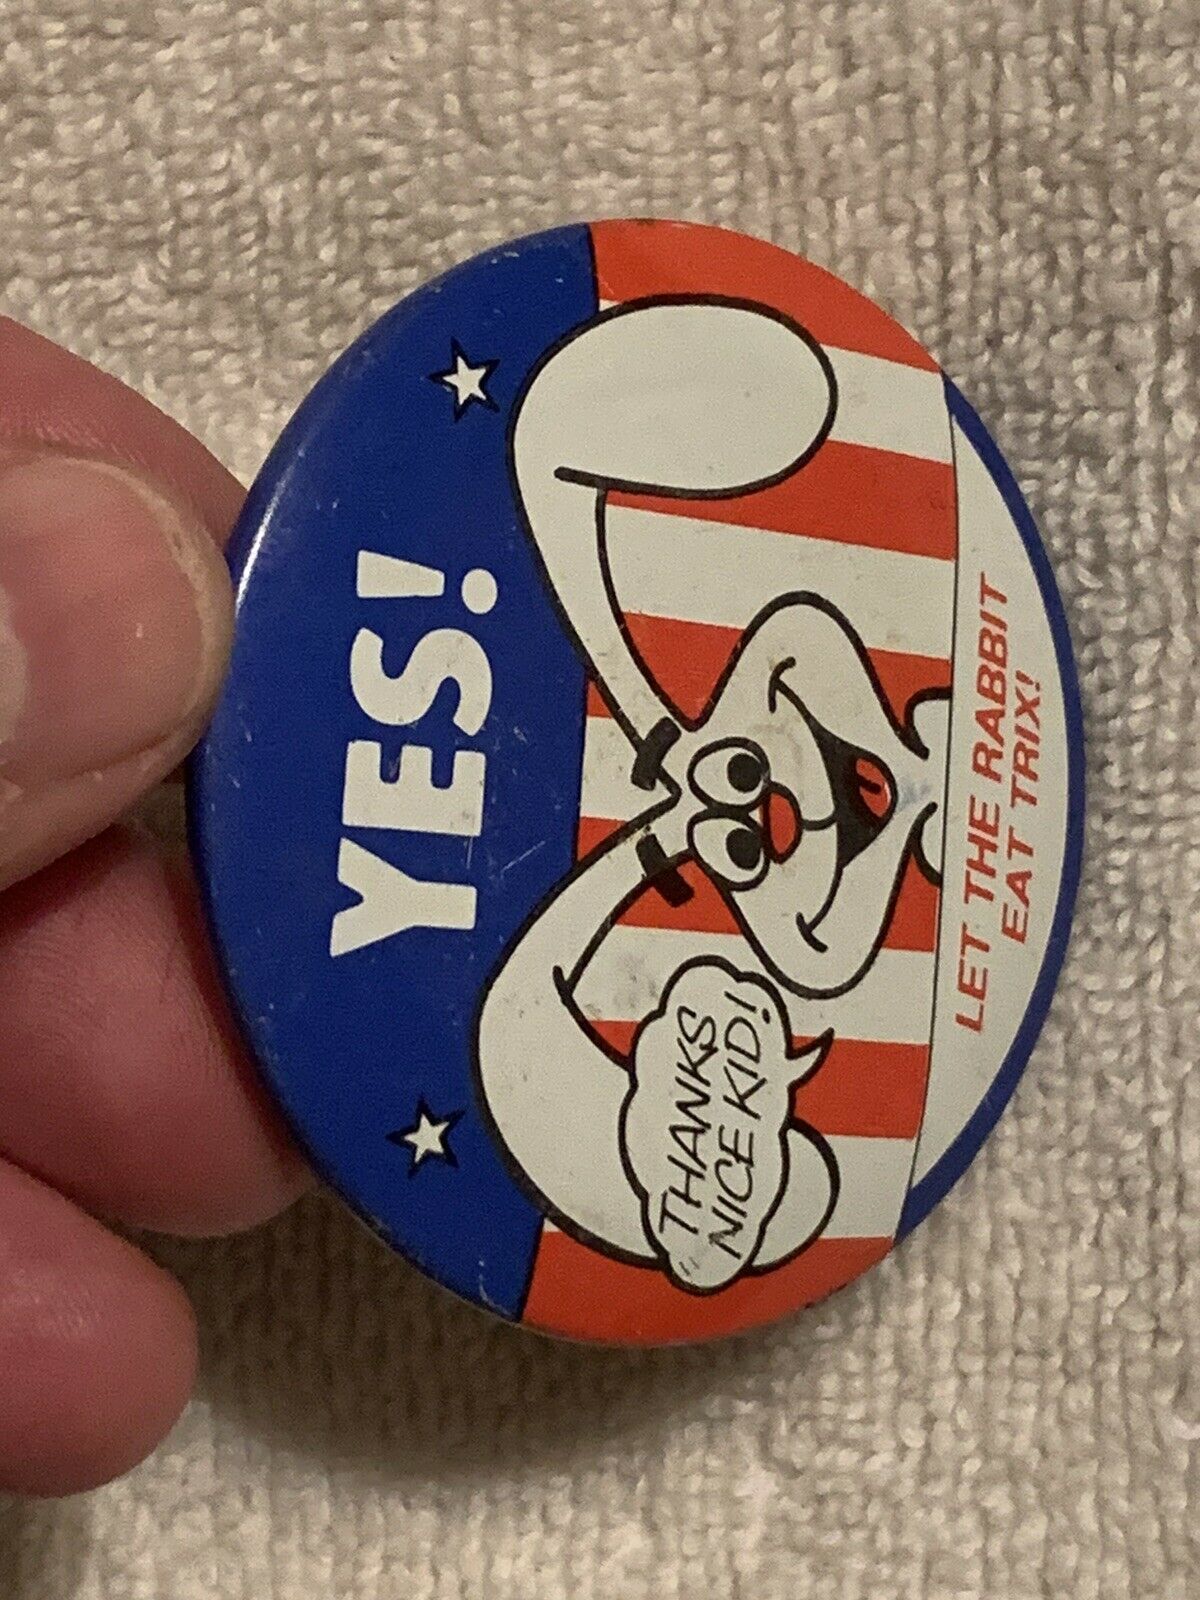 YES!
"THANKS
NICE KID!
LET THE RABBIT
EAT TRIX!